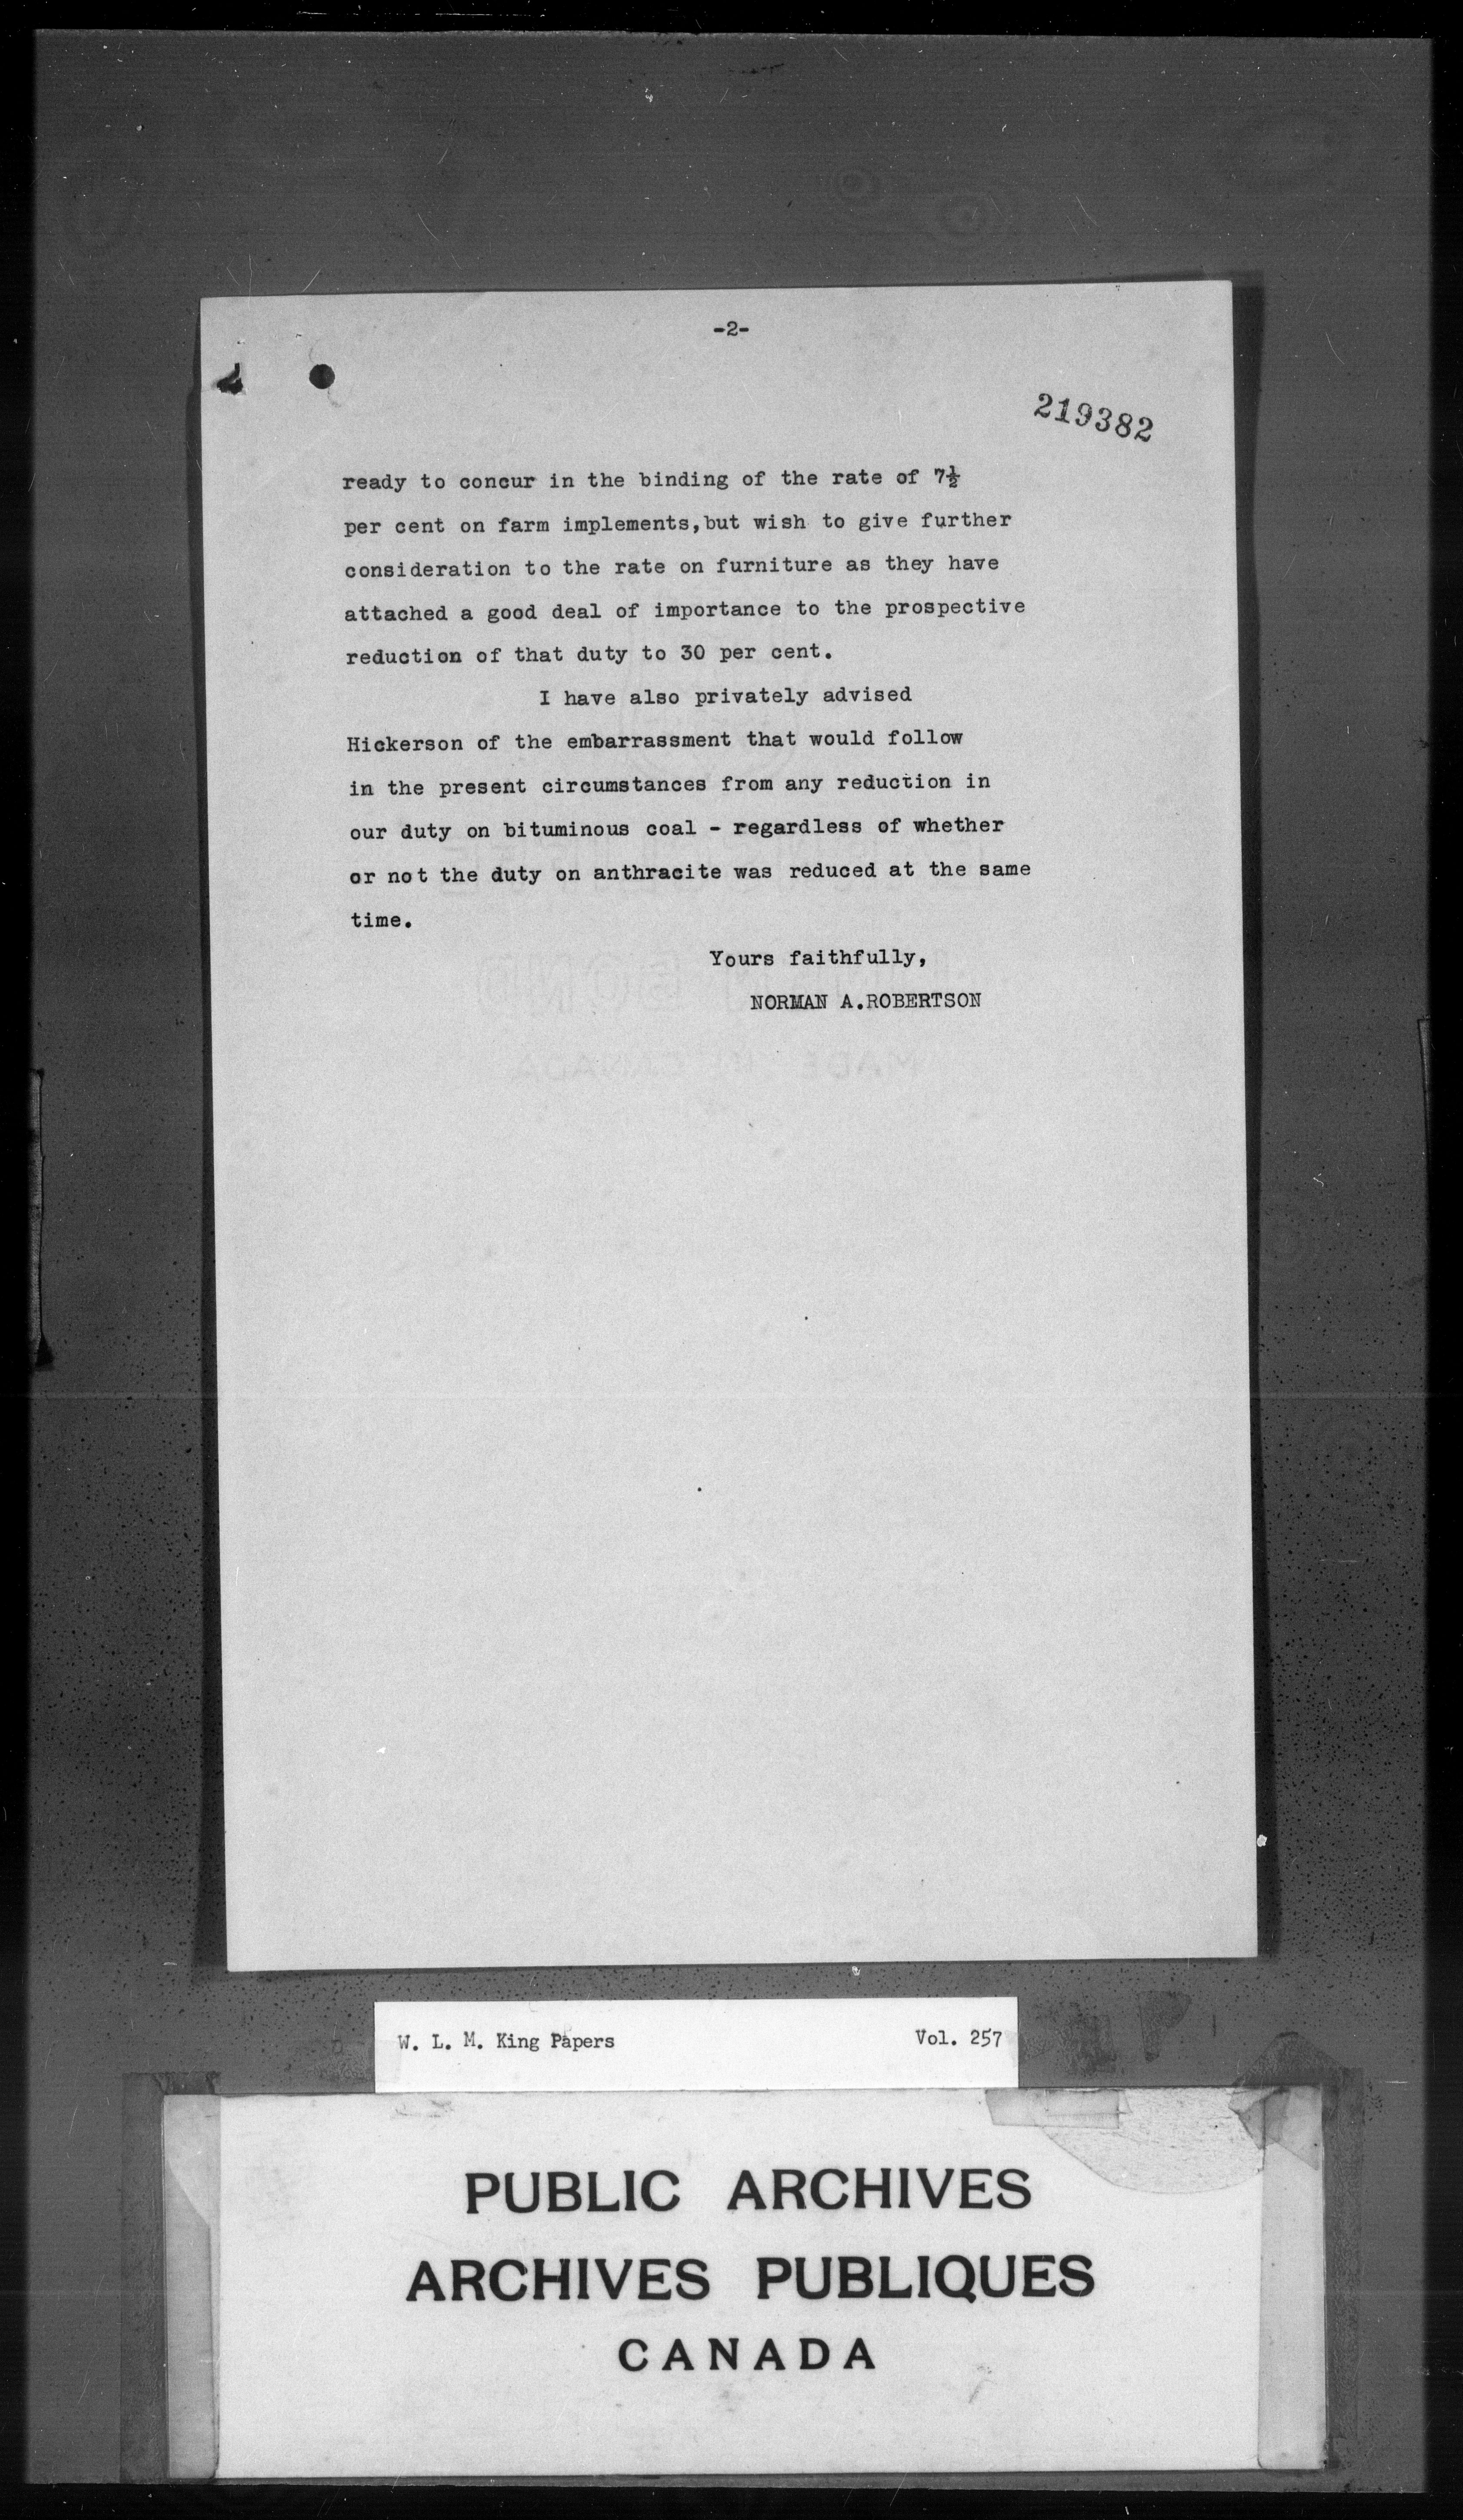 -2-
219382
ready to concur in the binding of the rate of 7½
per cent on farm implements,but wish to give further
consideration to the rate on furniture as they have
attached a good deal of importance to the prospective
reduction of that duty to 30 per cent.
I have also privately advised
Hickerson of the embarrassment that would follow
in the present circumstances from any reduction in
our duty on bituminous coal - regardless of whether
or not the duty on anthracite was reduced at the same
time.
Yours faithfully,
NORMAN A.ROBERTSON
BOND
MADE IN CANADA
W. L. M. King Papers Vol. 257
PUBLIC ARCHIVES
ARCHIVES PUBLIQUES
CANADA